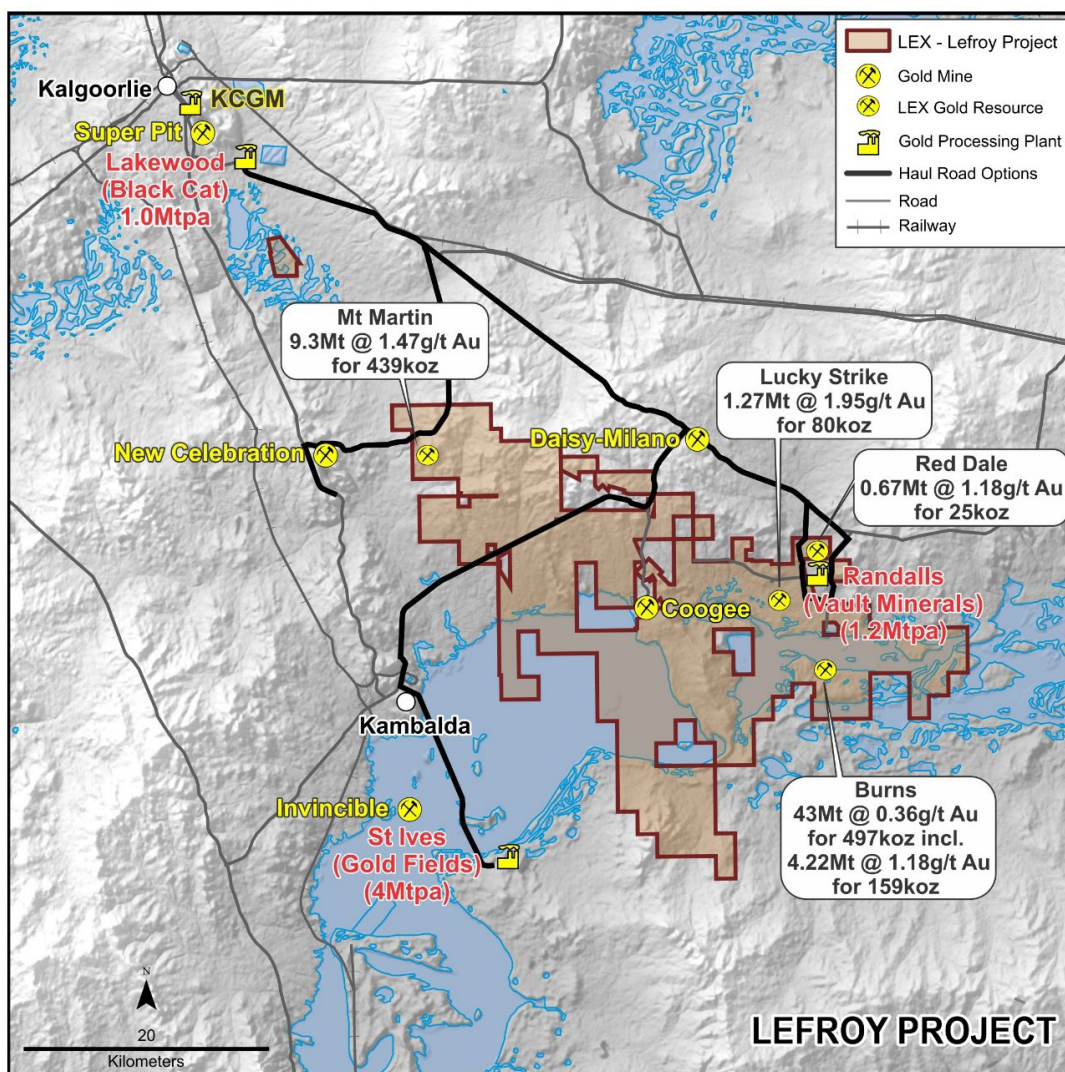 LEX - Lefroy Project
Gold Mine
LEX Gold Resource
Gold Processing Plant
Haul Road Options
Road
Railway
Kalgoorlie
KCGM
Super Pit
Lakewood
(Black Cat)
1.0Mtpa
Mt Martin
9.3Mt @ 1.47g/t Au
for 439koz
Lucky Strike
1.27Mt @ 1.95g/t Au
for 80koz
New Celebration
Daisy-Milano
Red Dale
0.67Mt @ 1.18g/t Au
for 25koz
Randalls
(Vault Minerals)
(1.2Mtpa)
Coogee
Kambalda
Burns
43Mt @ 0.36g/t Au
for 497koz incl.
4.22Mt @ 1.18g/t Au
for 159koz
Invincible
St Ives
(Gold Fields)
(4Mtpa)
N
20
Kilometers
LEFROY PROJECT